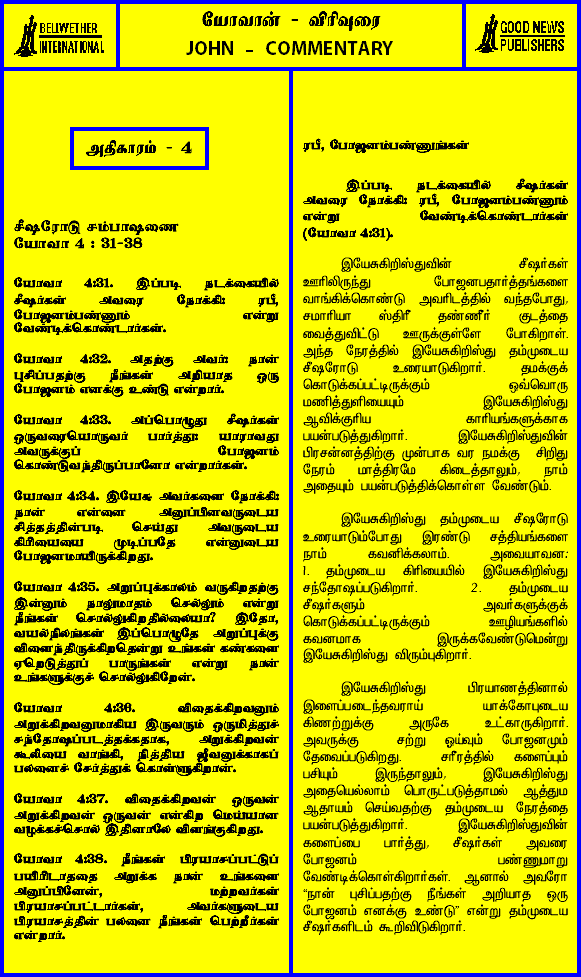 BELLWETHER
INTERNATIONAL
யோவான் - விரிவுரை
JOHN - COMMENTARY
GOOD NEWS
PUBLISHERS
அதிகாரம் - 4
சீஷரோடு சம்பாஷணை
யோவா 4 : 31-38
யோவா 4:31. இப்படி நடக்கையில்
சீஷர்கள் அவரை நோக்கி: ரபீ,
போஜனம்பண்ணும் என்று
வேண்டிக்கொண்டார்கள்.
யோவா 4:32. அதற்கு அவர்: நான்
புசிப்பதற்கு நீங்கள் அறியாத ஒரு
போஜனம் எனக்கு உண்டு என்றார்.
யோவா 4:33. அப்பொழுது சீஷர்கள்
ஒருவரையொருவர் பார்த்து: யாராவது
அவருக்குப் போஜனம்
கொண்டுவந்திருப்பானோ என்றார்கள்.
யோவா 4:34. இயேசு அவர்களை நோக்கி:
நான் என்னை அனுப்பினவருடைய
சித்தத்தின்படி செய்து அவருடைய
கிரியையை முடிப்பதே என்னுடைய
போஜனமாயிருக்கிறது.
யோவா 4:35. அறுப்புக்காலம் வருகிறதற்கு
இன்னும் நாலுமாதம் செல்லும் என்று
நீங்கள் சொல்லுகிறதில்லையா? இதோ,
வயல்நிலங்கள் இப்பொழுதே அறுப்புக்கு
விளைந்திருக்கிறதென்று உங்கள் கண்களை
ஏறெடுத்துப் பாருங்கள் என்று நான்
உங்களுக்குச் சொல்லுகிறேன்.
யோவா 4:36. விதைக்கிறவனும்
அறுக்கிறவனுமாகிய இருவரும் ஒருமித்துச்
சந்தோஷப்படத்தக்கதாக, அறுக்கிறவன்
கூலியை வாங்கி, நித்திய ஜீவனுக்காகப்
பலனைச் சேர்த்துக் கொள்ளுகிறான்.
யோவா 4:37. விதைக்கிறவன் ஒருவன்
அறுக்கிறவன் ஒருவன் என்கிற மெய்யான
வழக்கச்சொல் இதினாலே விளங்குகிறது.
யோவா 4:38. நீங்கள் பிரயாசப்பட்டுப்
பயிரிடாததை அறுக்க நான் உங்களை
அனுப்பினேன், மற்றவர்கள்
பிரயாசப்பட்டார்கள், அவர்களுடைய
பிரயாசத்தின் பலனை நீங்கள் பெற்றீர்கள்
என்றார்.
ரபீ, போஜனம்பண்ணுங்கள்
இப்படி நடக்கையில் சீஷர்கள்
அவரை நோக்கி: ரபீ, போஜனம்பண்ணும்
என்று வேண்டிக்கொண்டார்கள்
(யோவா 4:31).
இயேசுகிறிஸ்துவின் சீஷர்கள்
ஊரிலிருந்து போஜனபதார்த்தங்களை
வாங்கிக்கொண்டு அவரிடத்தில் வந்தபோது,
சமாரியா ஸ்திரீ தண்ணீர் குடத்தை
வைத்துவிட்டு ஊருக்குள்ளே போகிறாள்.
அந்த நேரத்தில் இயேசுகிறிஸ்து தம்முடைய
சீஷரோடு உரையாடுகிறார். தமக்குக்
கொடுக்கப்பட்டிருக்கும் ஒவ்வொரு
மணித்துளியையும் இயேசுகிறிஸ்து
ஆவிக்குரிய காரியங்களுக்காக
பயன்படுத்துகிறார். இயேசுகிறிஸ்துவின்
பிரசன்னத்திற்கு முன்பாக வர நமக்கு சிறிது
நேரம் மாத்திரமே கிடைத்தாலும், நாம்
அதையும் பயன்படுத்திக்கொள்ள வேண்டும்.
இயேசுகிறிஸ்து தம்முடைய சீஷரோடு
உரையாடும்போது இரண்டு சத்தியங்களை
நாம் கவனிக்கலாம். அவையாவன:
1. தம்முடைய கிரியையில் இயேசுகிறிஸ்து
சந்தோஷப்படுகிறார். 2. தம்முடைய
சீஷர்களும் அவர்களுக்குக்
கொடுக்கப்பட்டிருக்கும் ஊழியங்களில்
கவனமாக இருக்கவேண்டுமென்று
இயேசுகிறிஸ்து விரும்புகிறார்.
இயேசுகிறிஸ்து பிரயாணத்தினால்
இளைப்படைந்தவராய் யாக்கோபுடைய
கிணற்றுக்கு அருகே உட்காருகிறார்.
அவருக்கு சற்று ஓய்வும் போஜனமும்
தேவைப்படுகிறது. சரீரத்தில் களைப்பும்
பசியும் இருந்தாலும், இயேசுகிறிஸ்து
அதையெல்லாம் பொருட்படுத்தாமல் ஆத்தும
ஆதாயம் செய்வதற்கு தம்முடைய நேரத்தை
பயன்படுத்துகிறார். இயேசுகிறிஸ்துவின்
களைப்பை பார்த்து, சீஷர்கள் அவரை
போஜனம் பண்ணுமாறு
வேண்டிக்கொள்கிறார்கள். ஆனால் அவரோ
“நான் புசிப்பதற்கு நீங்கள் அறியாத ஒரு
போஜனம் எனக்கு உண்டு” என்று தம்முடைய
சீஷர்களிடம் கூறிவிடுகிறார்.